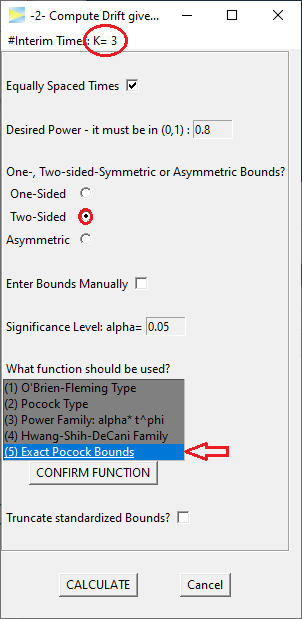 -2- Compute Drift give...
#Interim Times: K= 3
Equally Spaced Times
Desired Power - it must be in (0,1) : 0.8
One-, Two-sided-Symmetric or Asymmetric Bounds?
One-Sided
Two-Sided
Asymmetric
Enter Bounds Manually
Significance Level: alpha= 0.05
What function should be used?
(1) O'Brien-Fleming Type
(2) Pocock Type
(3) Power Family: alpha* t^phi
(4) Hwang-Shih-DeCani Family
(5) Exact Pocock Bounds
CONFIRM FUNCTION
Truncate standardized Bounds?
CALCULATE Cancel